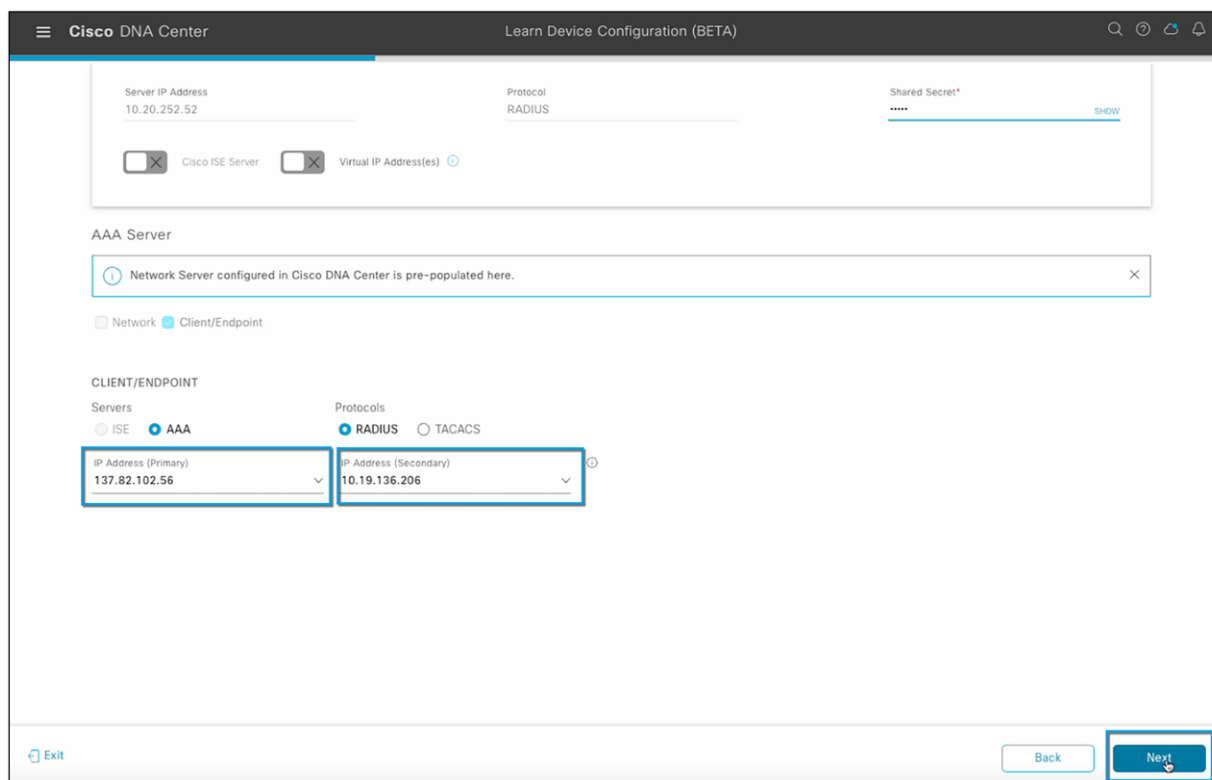 Cisco DNA Center
Learn Device Configuration (BETA)
Server IP Address
Protocol
Shared Secret*
10.20.252.52
RADIUS
•••••
SHOW
Cisco ISE Server
Virtual IP Address(es)
AAA Server
Network Server configured in Cisco DNA Center is pre-populated here.
Network
Client/Endpoint
CLIENT/ENDPOINT
Servers
Protocols
ISE
AAA
RADIUS
TACACS
IP Address (Primary)
IP Address (Secondary)
137.82.102.56
10.19.136.206
Exit
Back
Next